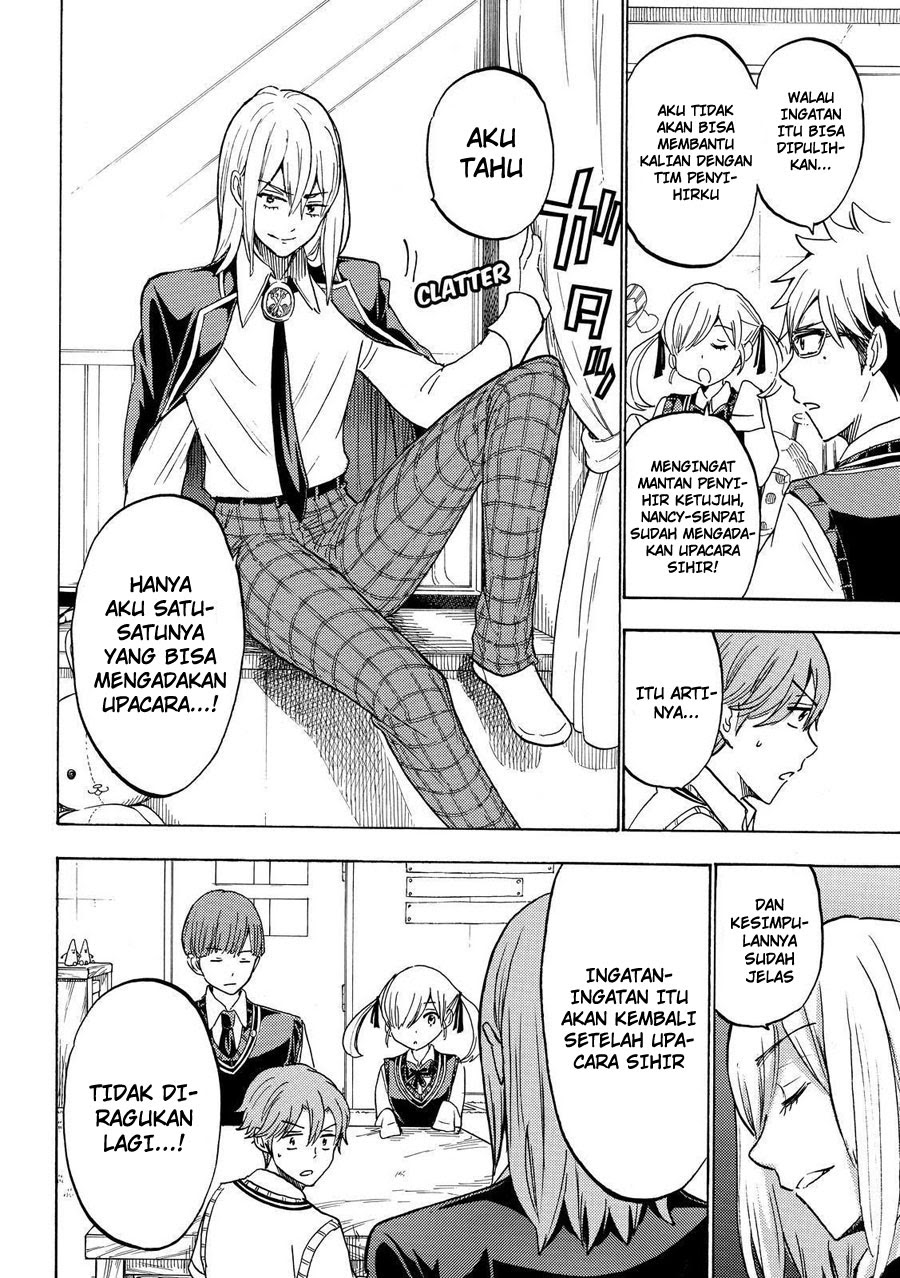 WALAU
INGATAN
ITU BISA
DIPULIH-
KAN...
AKU TIDAK
AKAN BISA
MEMBANTU
KALIAN DENGAN
TIM PENYI-
HIRKU
MENGINGAT
MANTAN PENYI-
HIR KETUJUH,
NANCY-SENPAI
SUDAH MENGADA-
KAN UPACARA
SIHIR!
ITU ARTI-
NYA...
AKU
TAHU
ガタ
CLATTER
HANYA
AKU SATU-
SATUNYA
YANG BISA
MENGADAKAN
UPACARA...!
DAN
KESIMPU-
LANNYA
SUDAH
JELAS
INGATAN-
INGATAN ITU
AKAN KEMBALI
SETELAH UPA-
CARA SIHIR
TIDAK DI-
RAGUKAN
LAGI...!